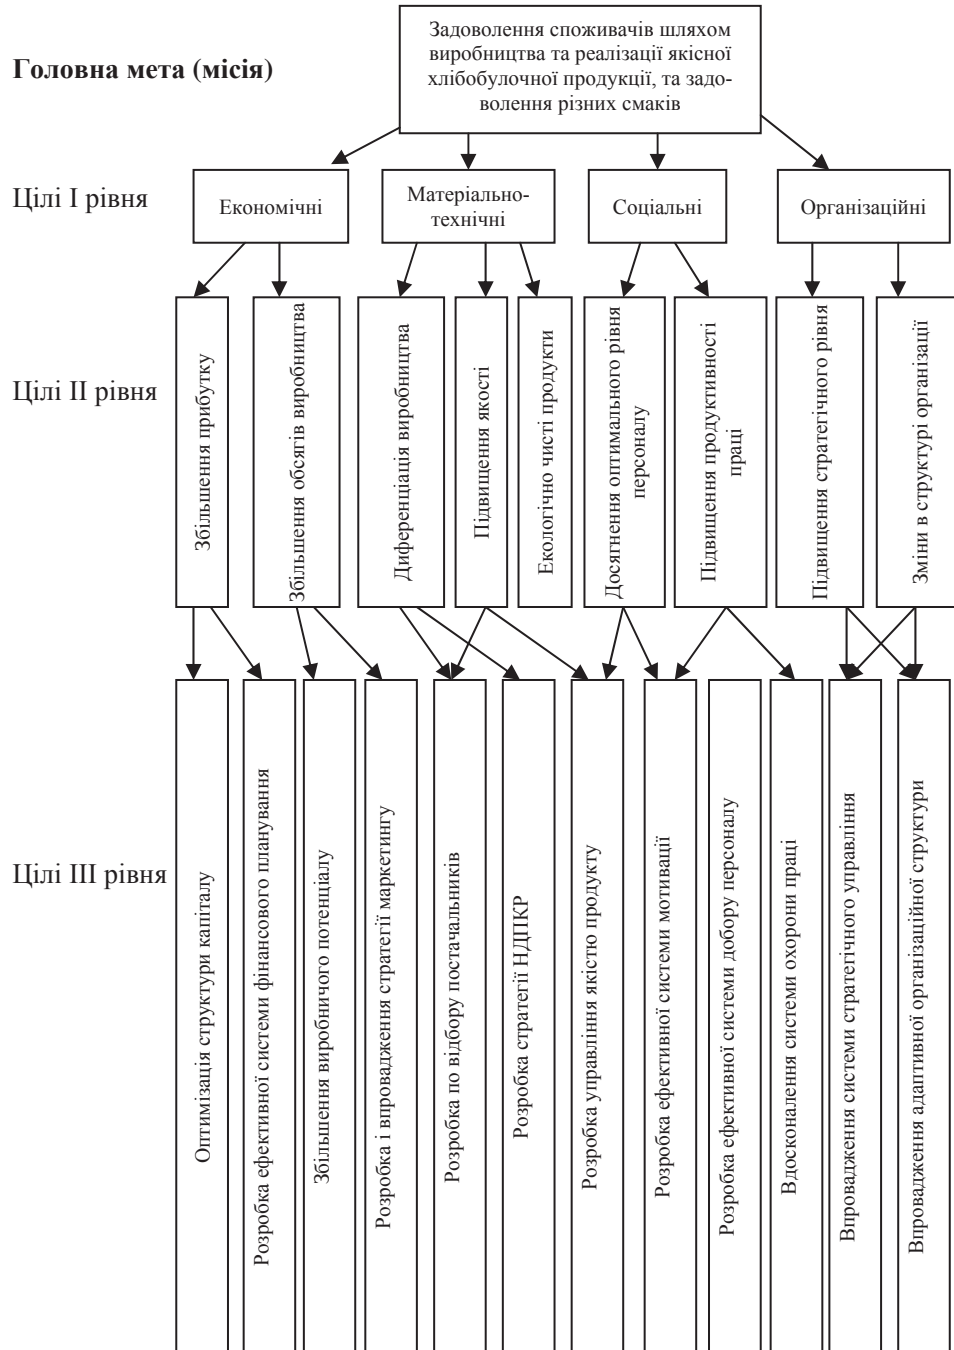 Задоволення споживачів шляхом
виробництва та реалізації якісної
хлібобулочної продукції, та задо-
волення різних смаків
Головна мета (місія)
Цілі І рівня
Економічні
Матеріально-
технічні
Соціальні
Організаційні
Цілі ІІ рівня
Збільшення прибутку
Збільшення обсягів виробництва
Диференціація виробництва
Підвищення якості
Екологічно чисті продукти
Досягнення оптимального рівня
персоналу
Підвищення продуктивності
праці
Підвищення стратегічного рівня
Зміни в структурі організації
Цілі ІІІ рівня
Оптимізація структури капіталу
Розробка ефективної системи фінансового планування
Збільшення виробничого потенціалу
Розробка і впровадження стратегії маркетингу
Розробка по відбору постачальників
Розробка стратегії НДПКР
Розробка управління якістю продукту
Розробка ефективної системи мотивації
Розробка ефективної системи добору персоналу
Вдосконалення системи охорони праці
Впровадження системи стратегічного управління
Впровадження адаптивної організаційної структури